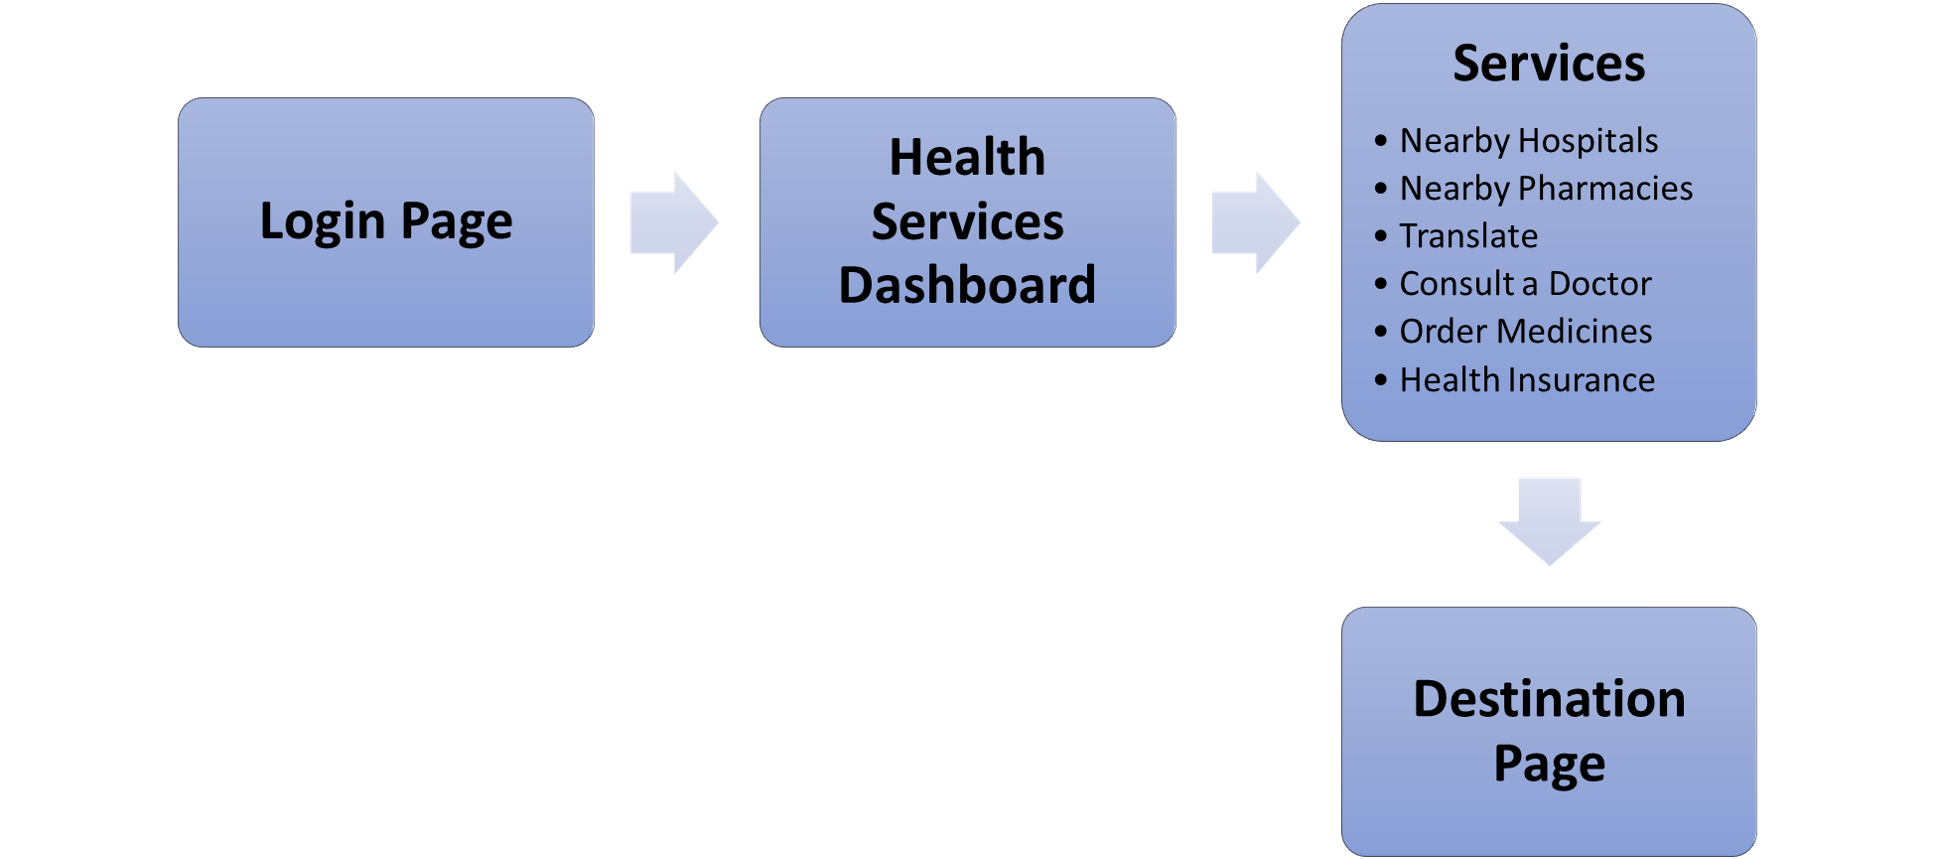 Login Page
Health
Services
Dashboard
Services
• Nearby Hospitals
• Nearby Pharmacies
• Translate
• Consult a Doctor
• Order Medicines
• Health Insurance
Destination
Page